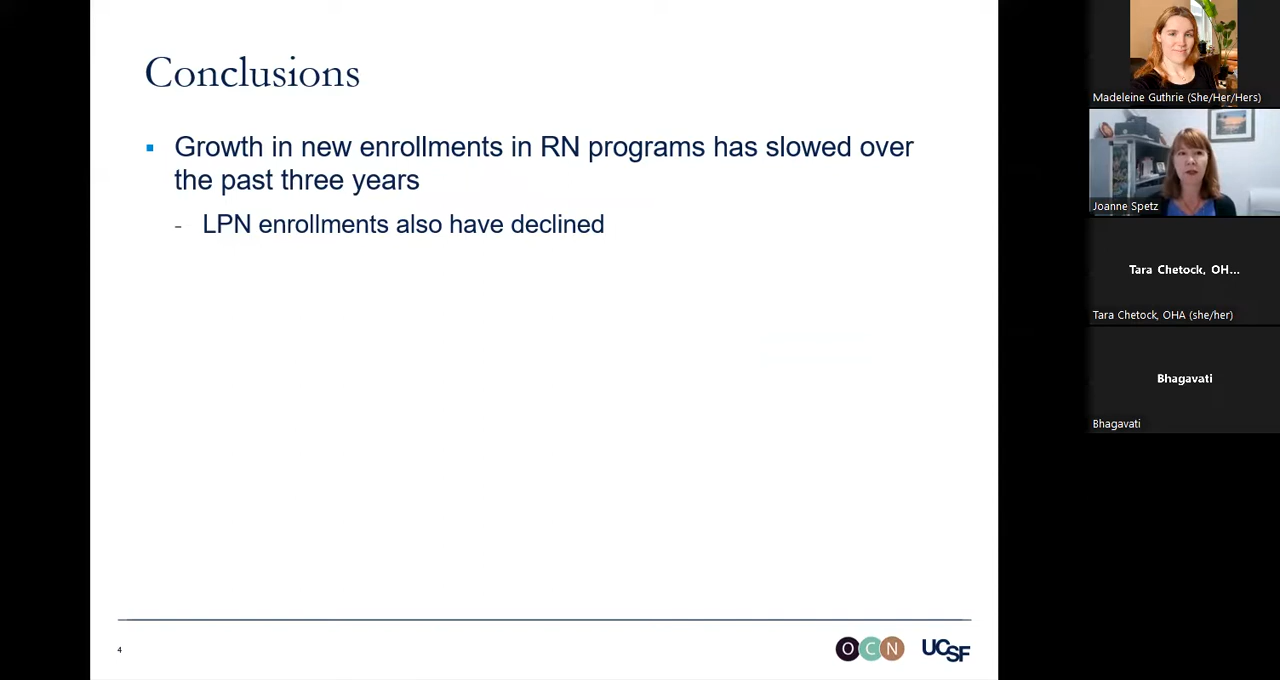 Conclusions
▪ Growth in new enrollments in RN programs has slowed over
the past three years
- LPN enrollments also have declined
4
OCN
UCSF
Madeleine Guthrie (She/Her/Hers)
Joanne Spetz
Tara Chetock, OH...
Tara Chetock, OHA (she/her)
Bhagavati
Bhagavati